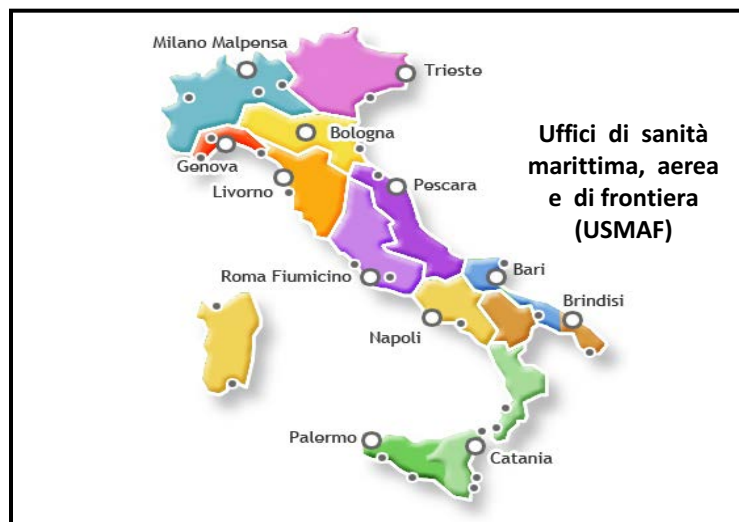 Milano Malpensa
Trieste
Bologna
Genova
Livorno
Pescara
Roma Fiumicino
Bari
Brindisi
Napoli
Palermo
Catania
Uffici di sanità
marittima, aerea
e di frontiera
(USMAF)